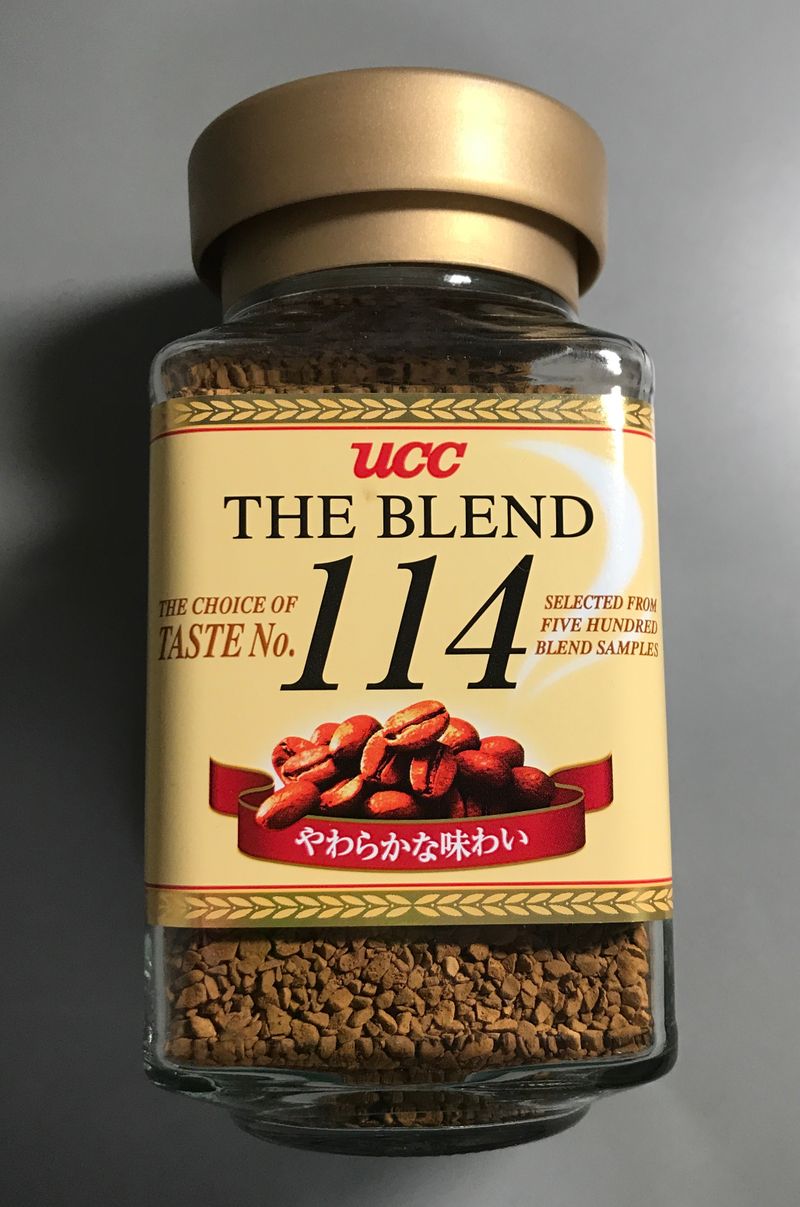 UCC
THE BLEND
114
THE CHOICE OF
TASTE No.
SELECTED FROM
FIVE HUNDRED
BLEND SAMPLES
やわらかな味わい